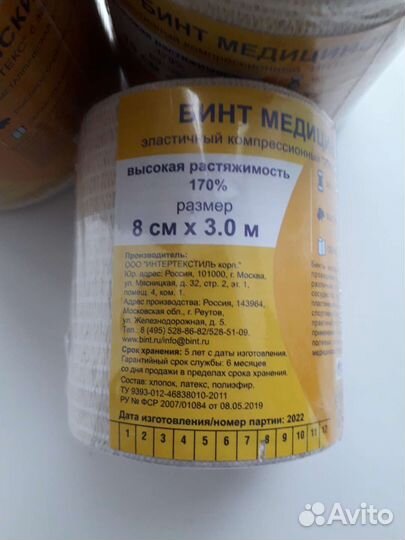 БИНТ МЕДИЦИН
БИНТ МЕДИЦИ
эластичный компрессионный
высокая растяжимость
170%
размер
8 см х 3.0 м
Производитель:
ООО "ИНТЕРТЕКСТИЛЬ корп."
Юр. адрес: Россия, 101000, г. Москва,
ул. Мясницкая, д. 32, стр. 2, эт. 1,
помещ. 4, ком. 1.
Адрес производства: Россия, 143964,
Московская обл., г. Реутов,
ул. Железнодорожная, д. 5.
Тел.: 8 (495) 528-86-82/528-51-09.
www.bint.ru/info@bint.ru
Срок хранения: 5 лет с даты изготовления.
Гарантийный срок службы: 6 месяцев
со дня продажи в пределах срока хранения.
Состав: хлопок, латекс, полиэфир.
ТУ 9393-012-46838010-2011
РУ № ФСР 2007/01084 от 08.05.2019
Дата изготовления/номер партии: 2022
1 2 3 4 5 6 7 8 9 10 11 12
Avito